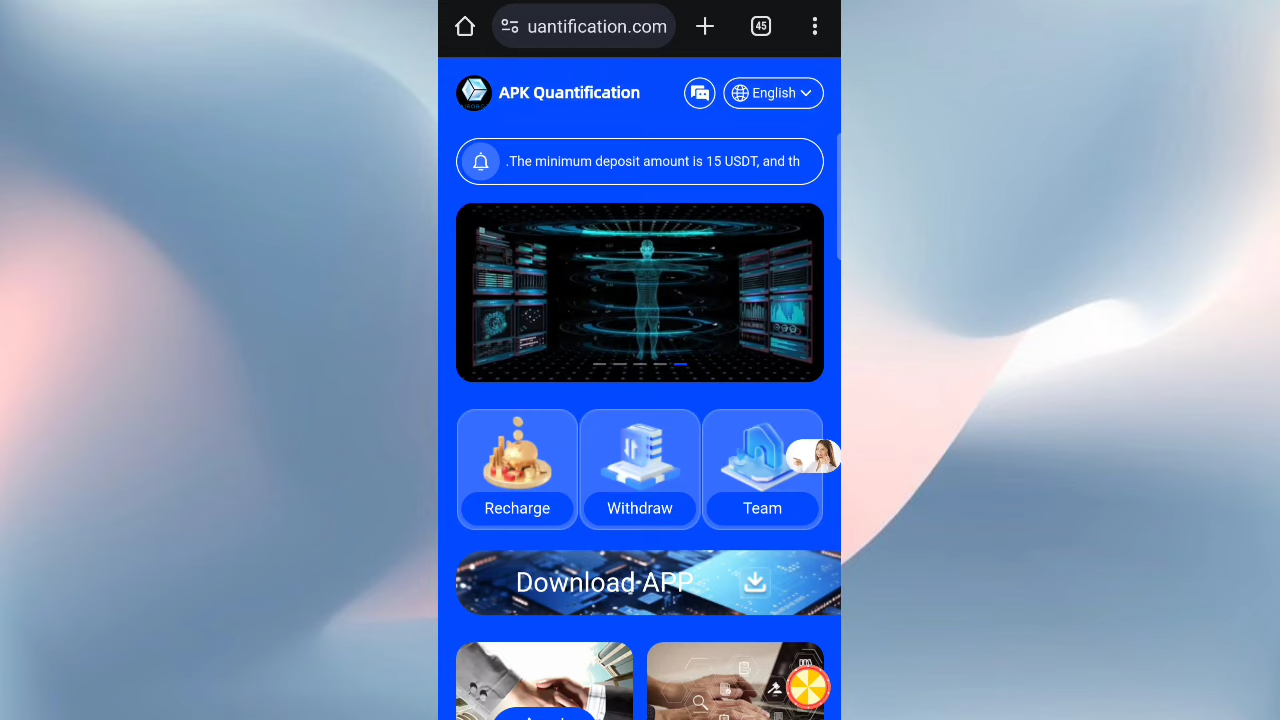 uantification.com
45
APK Quantification
English
.The minimum deposit amount is 15 USDT, and th
Recharge
Withdraw
Team
Download APP